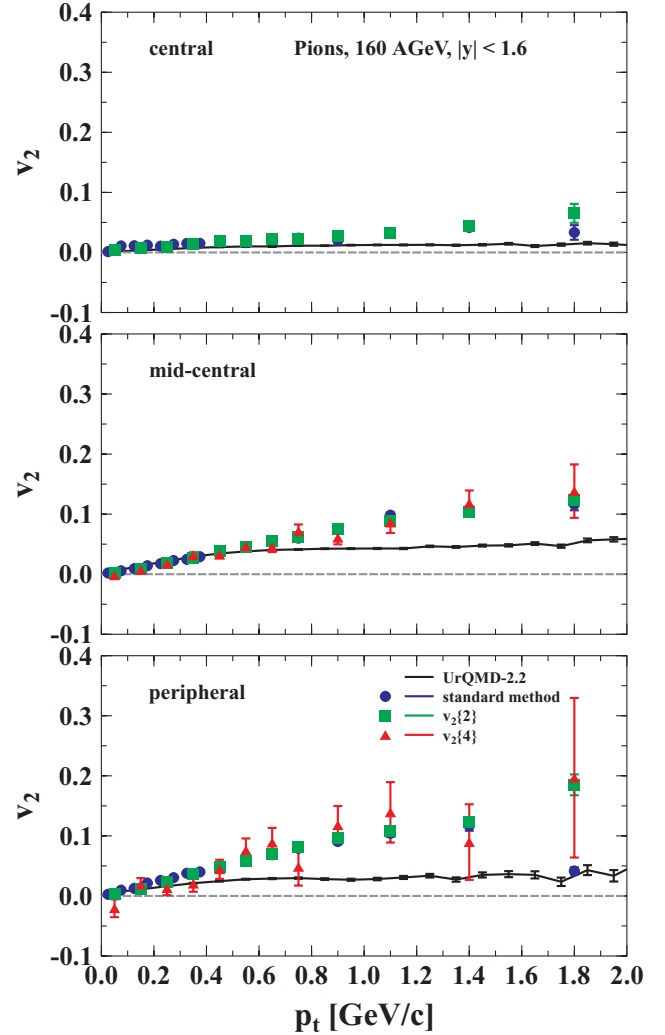 0.4
central Pions, 160 AGeV, |y| < 1.6
0.3
0.2
v2
0.1
0.0
-0.1
0.4
mid-central
0.3
0.2
v2
0.1
0.0
-0.1
0.4
UrQMD-2.2
peripheral standard method
0.3
v2{2}
v2{4}
0.2
v2
0.1
0.0
-0.1
0.0 0.2 0.4 0.6 0.8 1.0 1.2 1.4 1.6 1.8 2.0
pt [GeV/c]